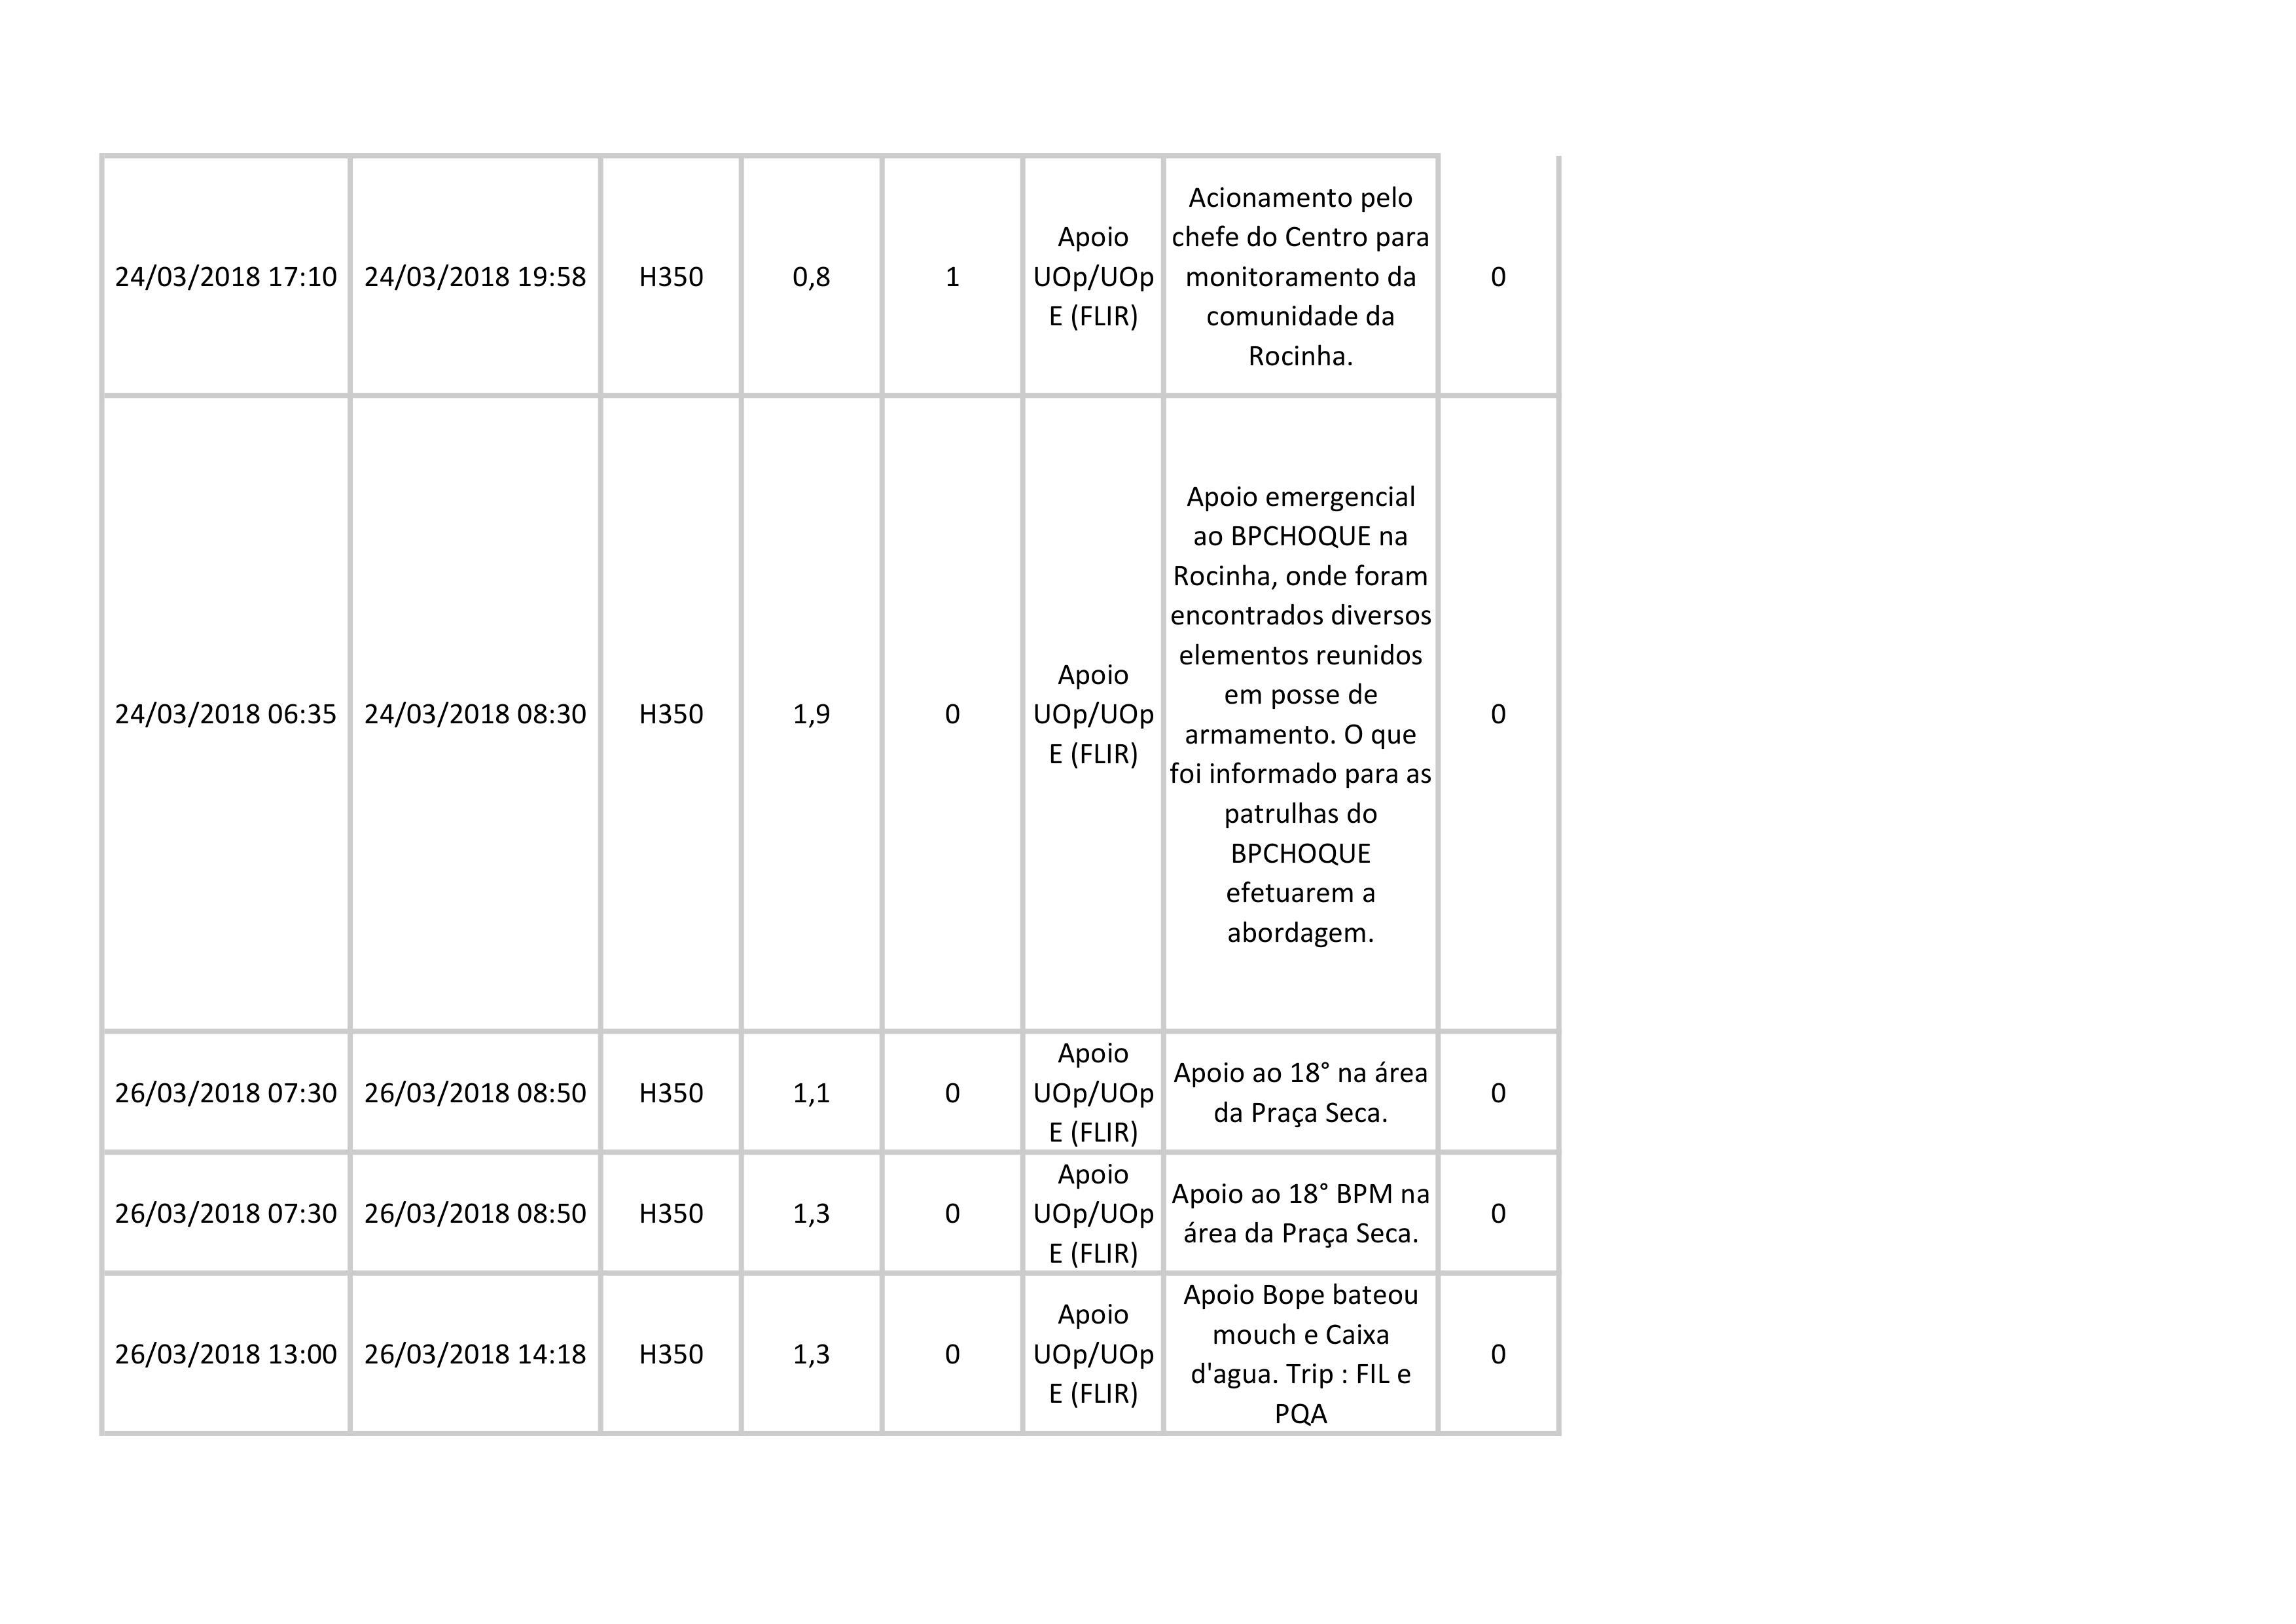 24/03/2018 17:10 24/03/2018 19:58 H350 0,8 1 Apoio UOp/UOp E (FLIR) Acionamento pelo chefe do Centro para monitoramento da comunidade da Rocinha. 0
24/03/2018 06:35 24/03/2018 08:30 H350 1,9 0 Apoio UOp/UOp E (FLIR) Apoio emergencial ao BPCHOQUE na Rocinha, onde foram encontrados diversos elementos reunidos em posse de armamento. O que foi informado para as patrulhas do BPCHOQUE efetuarem a abordagem. 0
26/03/2018 07:30 26/03/2018 08:50 H350 1,1 0 Apoio UOp/UOp E (FLIR) Apoio ao 18° na área da Praça Seca. 0
26/03/2018 07:30 26/03/2018 08:50 H350 1,3 0 Apoio UOp/UOp E (FLIR) Apoio ao 18° BPM na área da Praça Seca. 0
26/03/2018 13:00 26/03/2018 14:18 H350 1,3 0 Apoio UOp/UOp E (FLIR) Apoio Bope bateou mouch e Caixa d'agua. Trip : FIL e PQA 0